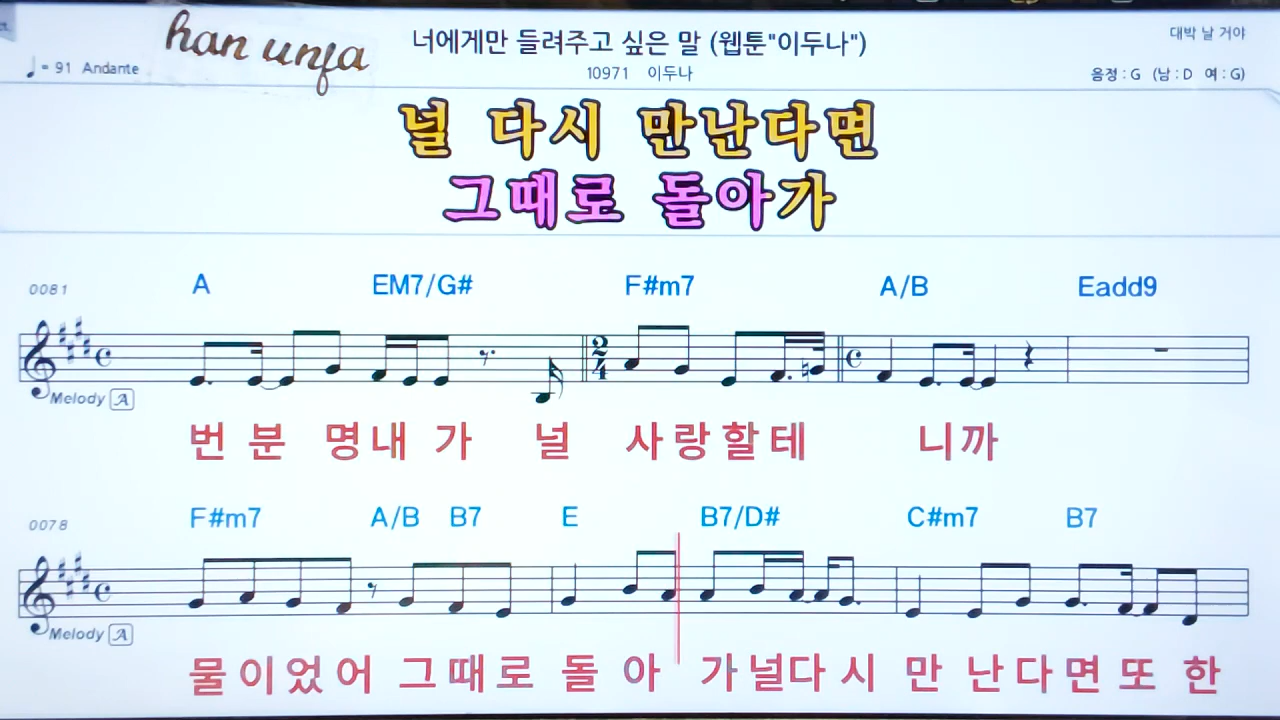 han unfa
너에게만 들려주고 싶은 말 (웹툰"이두나")
대박 날 거야
♩= 91 Andante
10971 이두나
음정 : G (남 : D 여 : G)
널 다시 만난다면
그때로 돌아가
0081 A EM7/G# F#m7 A/B Eadd9
2/4
Melody A
번 분 명 내 가 널 사 랑 할 테 니 까
0078 F#m7 A/B B7 E B7/D# C#m7 B7
Melody A
물 이 었 어 그 때 로 돌 아 가 널 다 시 만 난 다 면 또 한